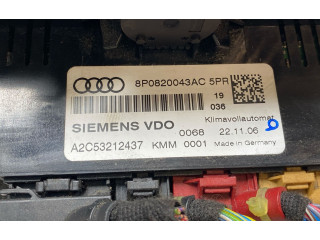 8P0820043AC 5PR
19
036
Klimavollautomat
SIEMENS VDO 0068 22.11.06
A2C53212437 KMM 0001 Made in Germany